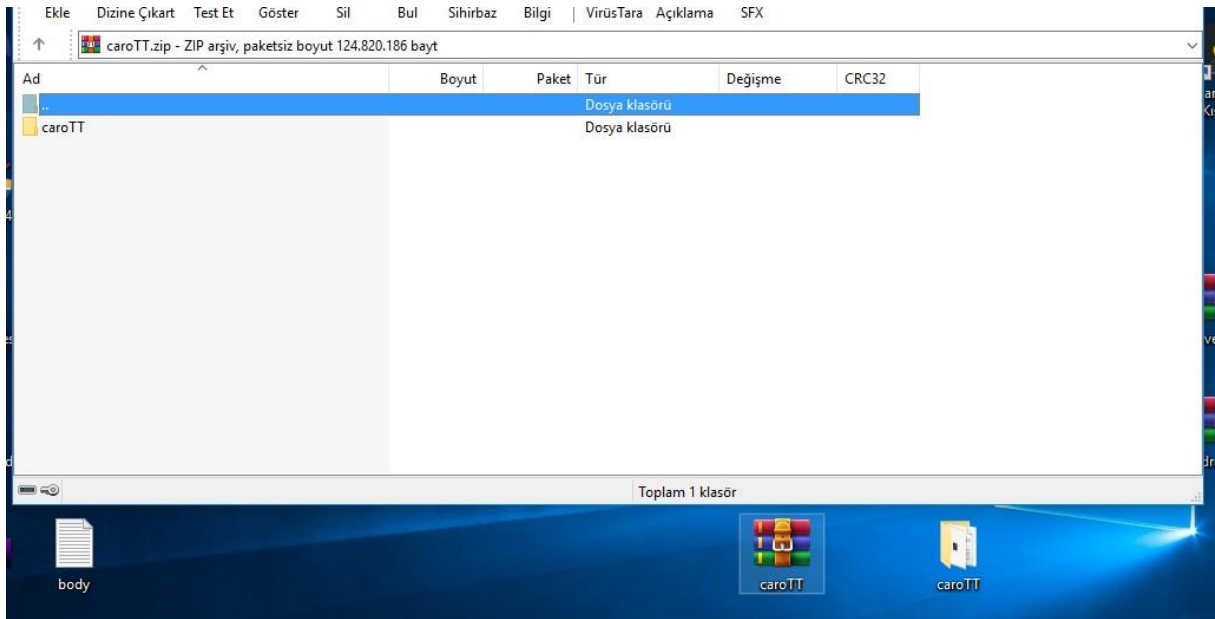 Ekle Dizine Çıkart Test Et Göster Sil Bul Sihirbaz Bilgi VirüsTara Açıklama SFX
caroTT.zip - ZIP arşiv, paketsiz boyut 124.820.186 bayt
Ad Boyut Paket Tür Değişme CRC32
.. Dosya klasörü
caroTT Dosya klasörü
Toplam 1 klasör
body caroTT caroTT